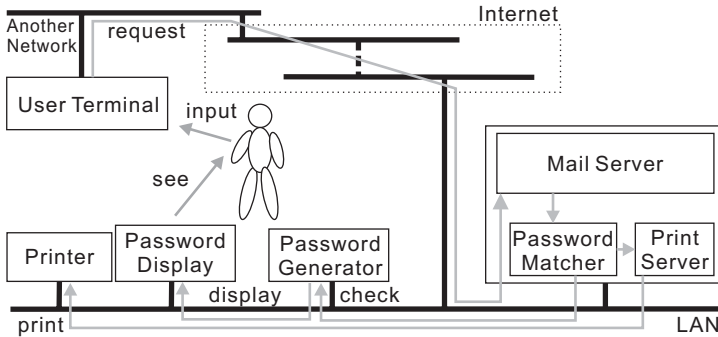 Internet
Another
Network
request
User Terminal
input
Mail Server
see
Printer
Password
Display
Password
Generator
Password
Matcher
Print
Server
display
check
print
LAN